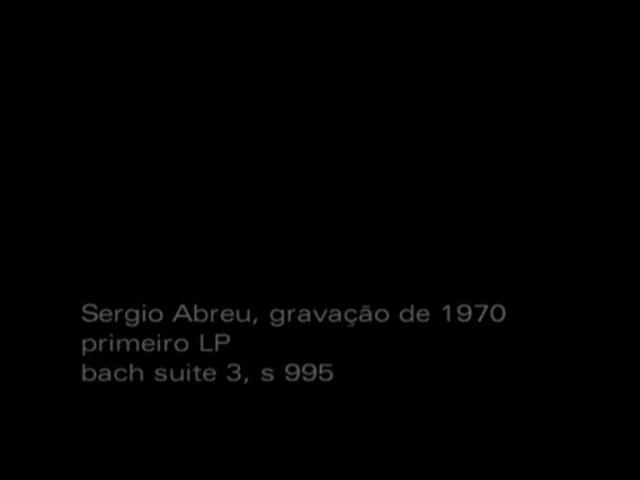 Sergio Abreu, gravação de 1970
primeiro LP
bach suite 3, s 995